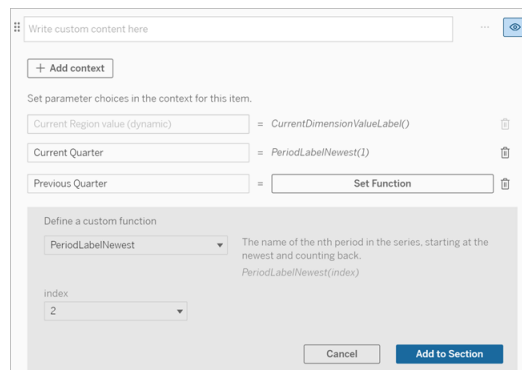 Write custom content here
+ Add context
Set parameter choices in the context for this item.
Current Region value (dynamic) = CurrentDimensionValueLabel()
Current Quarter = PeriodLabelNewest(1)
Previous Quarter = Set Function
Define a custom function
PeriodLabelNewest
The name of the nth period in the series, starting at the
newest and counting back.
PeriodLabelNewest(index)
index
2
Cancel Add to Section